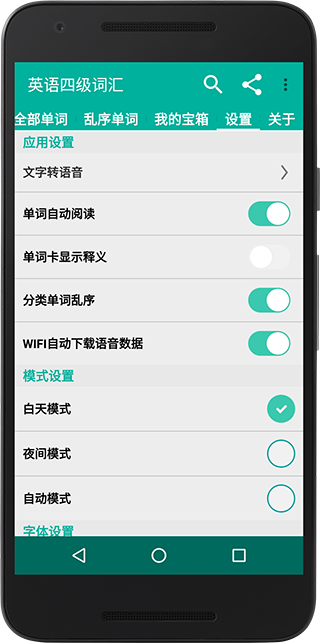 英语四级词汇
全部单词 乱序单词 我的宝箱 设置 关于
应用设置
文字转语音
单词自动阅读
单词卡显示释义
分类单词乱序
WIFI自动下载语音数据
模式设置
白天模式
夜间模式
自动模式
字体设置